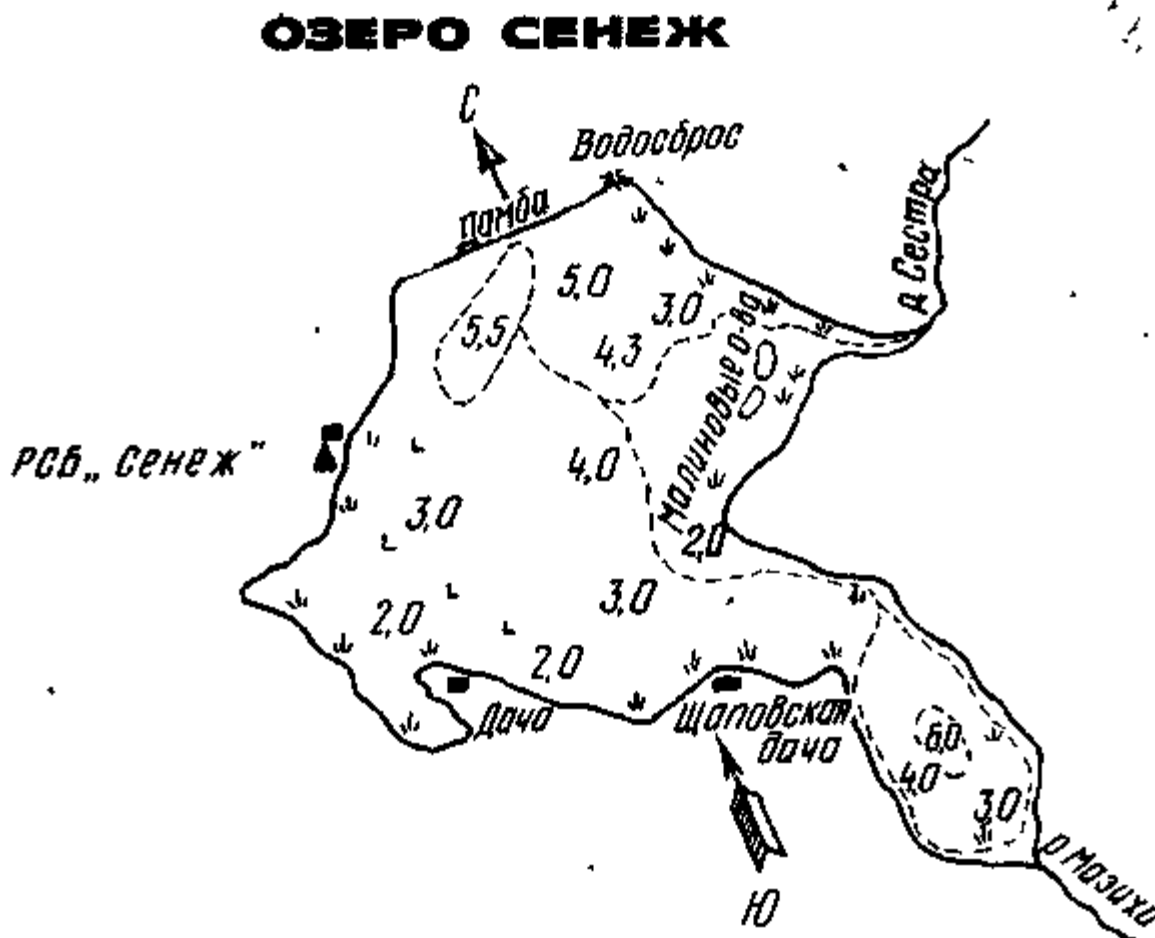 ОЗЕРО СЕНЕЖ
С
Водосброс
дамба
р. Сестра
5,0
3,0
5,5
4,3
Малиновые о-ва
РСБ „Сенеж"
4,0
3,0
2,0
3,0
2,0
2,0
Дача
Щаповская
дача
6,0
4,0
3,0
р Мазиха
Ю